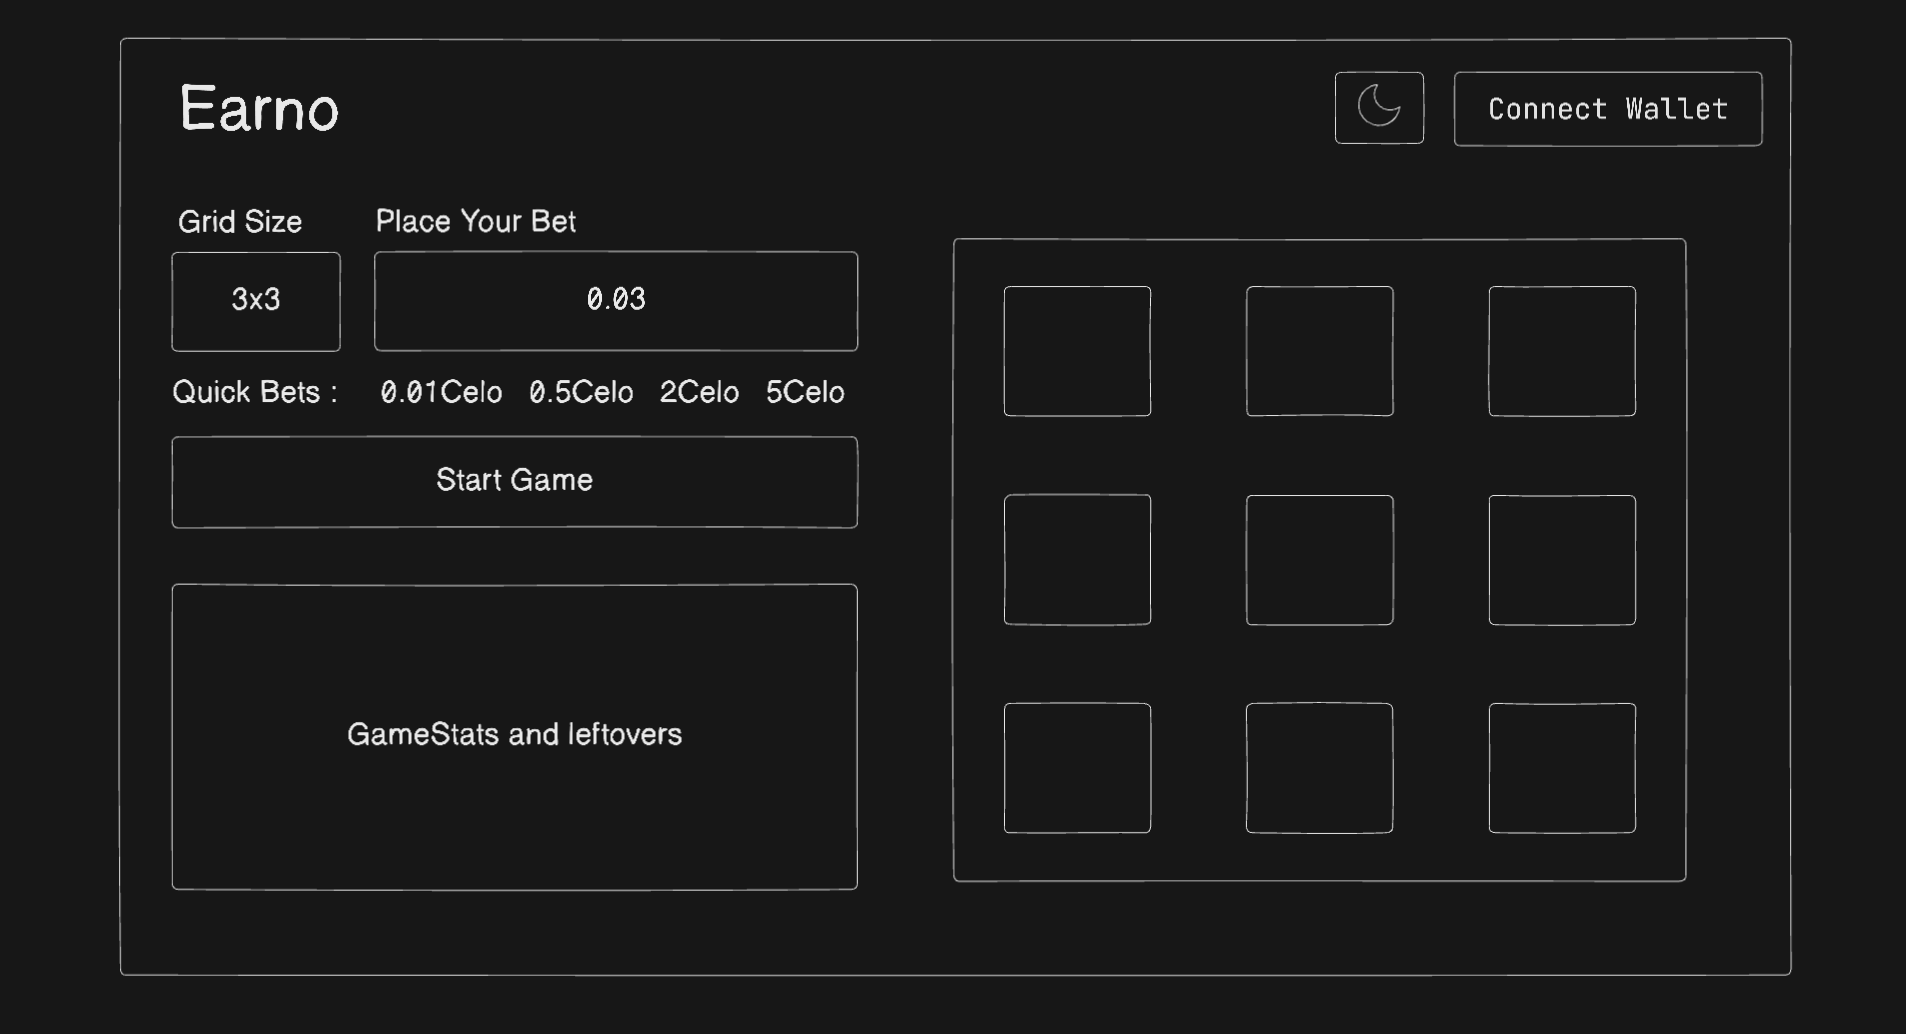 Earno
Connect Wallet
Grid Size
Place Your Bet
3x3
0.03
Quick Bets : 0.01Celo 0.5Celo 2Celo 5Celo
Start Game
GameStats and leftovers